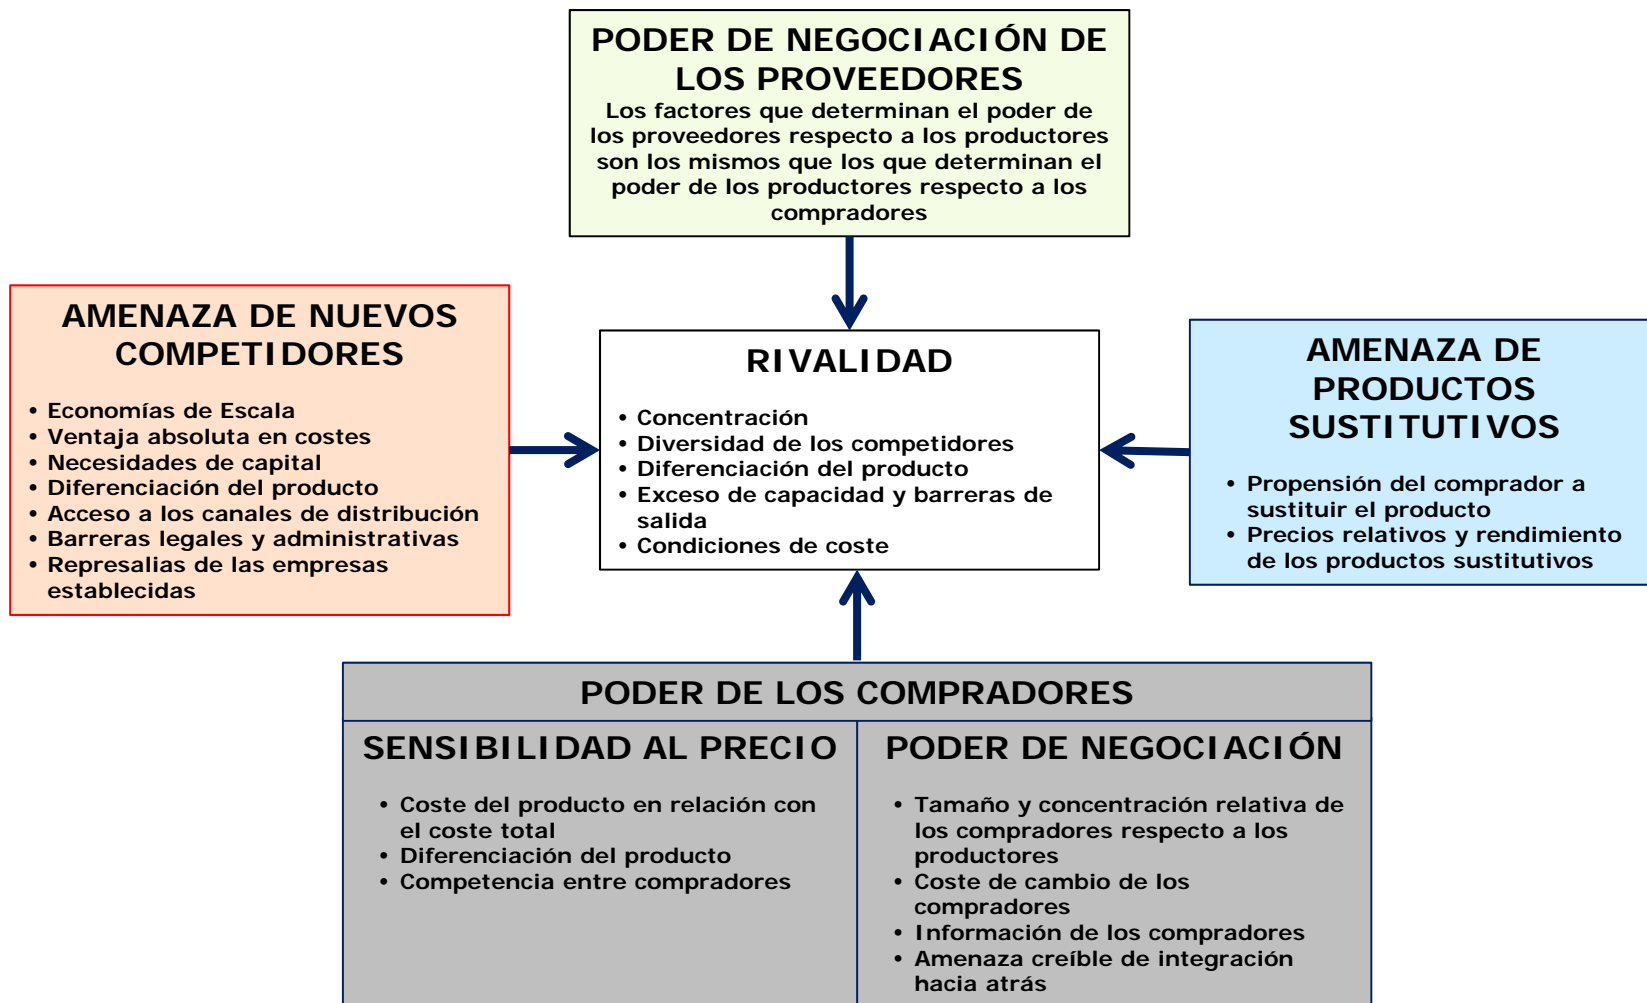 PODER DE NEGOCIACIÓN DE
LOS PROVEEDORES
Los factores que determinan el poder de
los proveedores respecto a los productores
son los mismos que los que determinan el
poder de los productores respecto a los
compradores
AMENAZA DE NUEVOS
COMPETIDORES
• Economías de Escala
• Ventaja absoluta en costes
• Necesidades de capital
• Diferenciación del producto
• Acceso a los canales de distribución
• Barreras legales y administrativas
• Represalias de las empresas
establecidas
RIVALIDAD
• Concentración
• Diversidad de los competidores
• Diferenciación del producto
• Exceso de capacidad y barreras de
salida
• Condiciones de coste
AMENAZA DE
PRODUCTOS
SUSTITUTIVOS
• Propensión del comprador a
sustituir el producto
• Precios relativos y rendimiento
de los productos sustitutivos
PODER DE LOS COMPRADORES
SENSIBILIDAD AL PRECIO
• Coste del producto en relación con
el coste total
• Diferenciación del producto
• Competencia entre compradores
PODER DE NEGOCIACIÓN
• Tamaño y concentración relativa de
los compradores respecto a los
productores
• Coste de cambio de los
compradores
• Información de los compradores
• Amenaza creíble de integración
hacia atrás